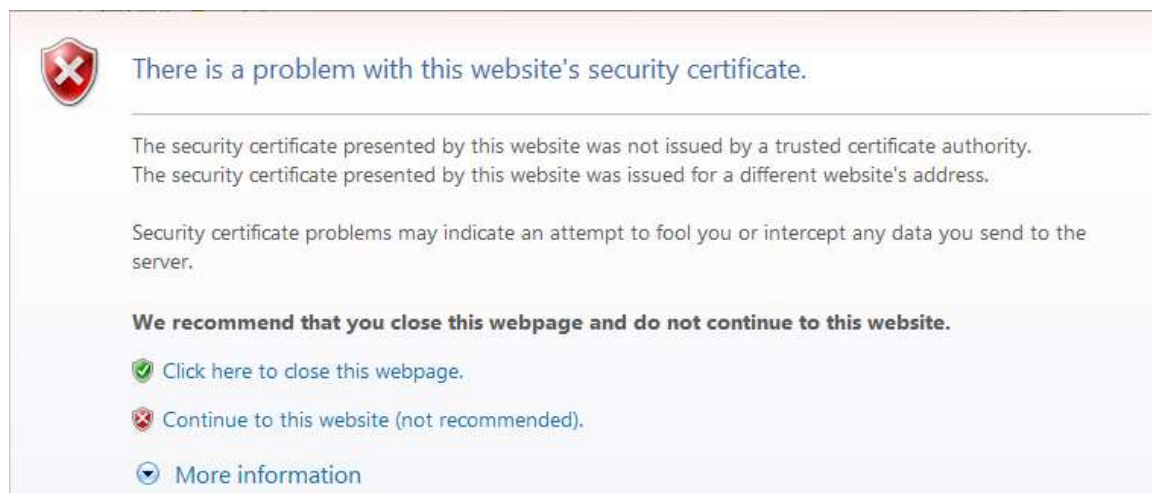 There is a problem with this website's security certificate.
The security certificate presented by this website was not issued by a trusted certificate authority.
The security certificate presented by this website was issued for a different website's address.
Security certificate problems may indicate an attempt to fool you or intercept any data you send to the
server.
We recommend that you close this webpage and do not continue to this website.
Click here to close this webpage.
Continue to this website (not recommended).
More information